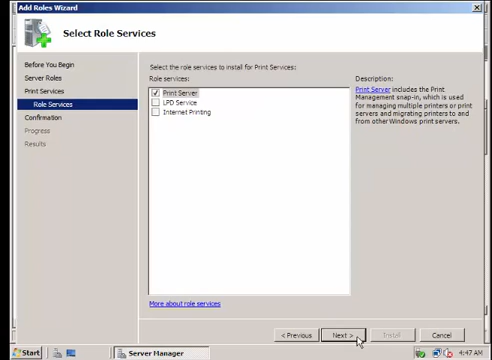 Add Roles Wizard
Select Role Services
Before You Begin
Server Roles
Print Services
Role Services
Confirmation
Progress
Results
Select the role services to install for Print Services:
Role services:
Print Server
LPD Service
Internet Printing
More about role services
Description:
Print Server includes the Print
Management snap-in, which is used
for managing multiple printers or print
servers and migrating printers to and
from other Windows print servers.
< Previous
Next >
Install
Cancel
Start
Server Manager
4:47 AM